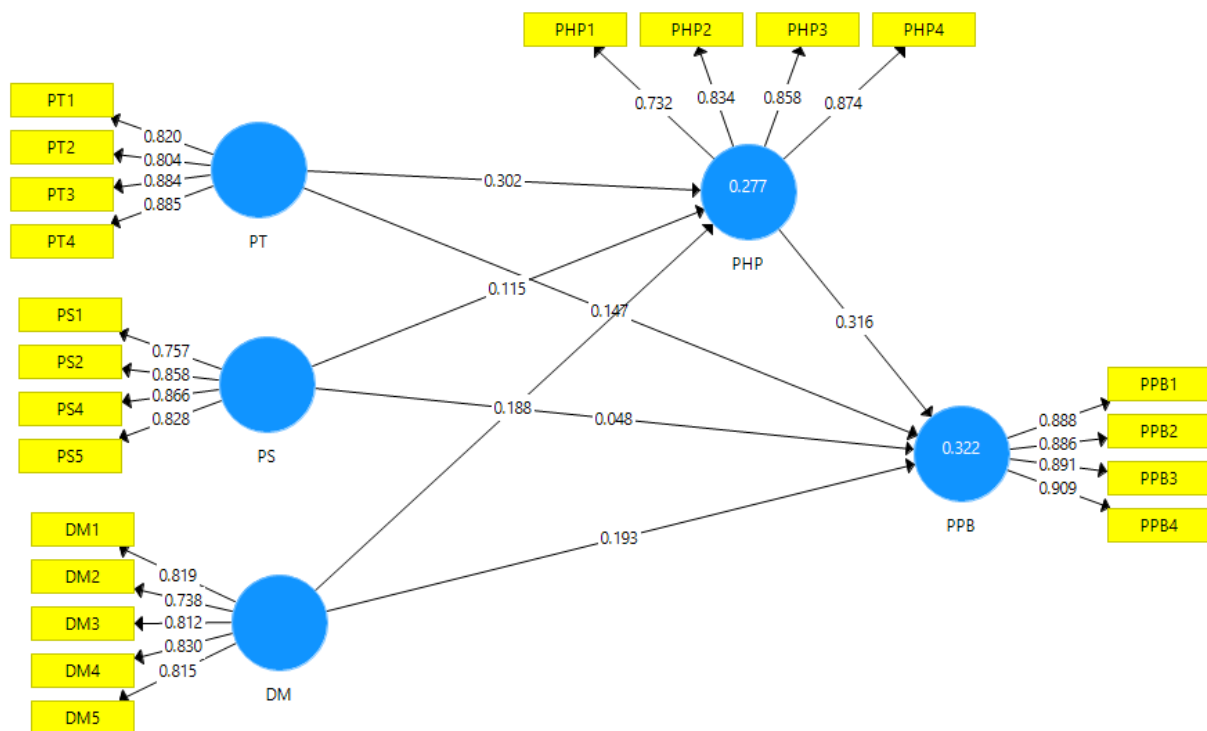 PHP1
PHP2
PHP3
PHP4
0.732
0.834
0.858
0.874
PT1
PT2
PT3
PT4
0.820
0.804
0.884
0.885
PT
0.302
0.277
PHP
0.115
0.147
0.316
PS1
PS2
PS4
PS5
0.757
0.858
0.866
0.828
PS
0.188
0.048
0.322
PPB
PPB1
PPB2
PPB3
PPB4
0.888
0.886
0.891
0.909
0.193
DM1
DM2
DM3
DM4
DM5
0.819
0.738
0.812
0.830
0.815
DM